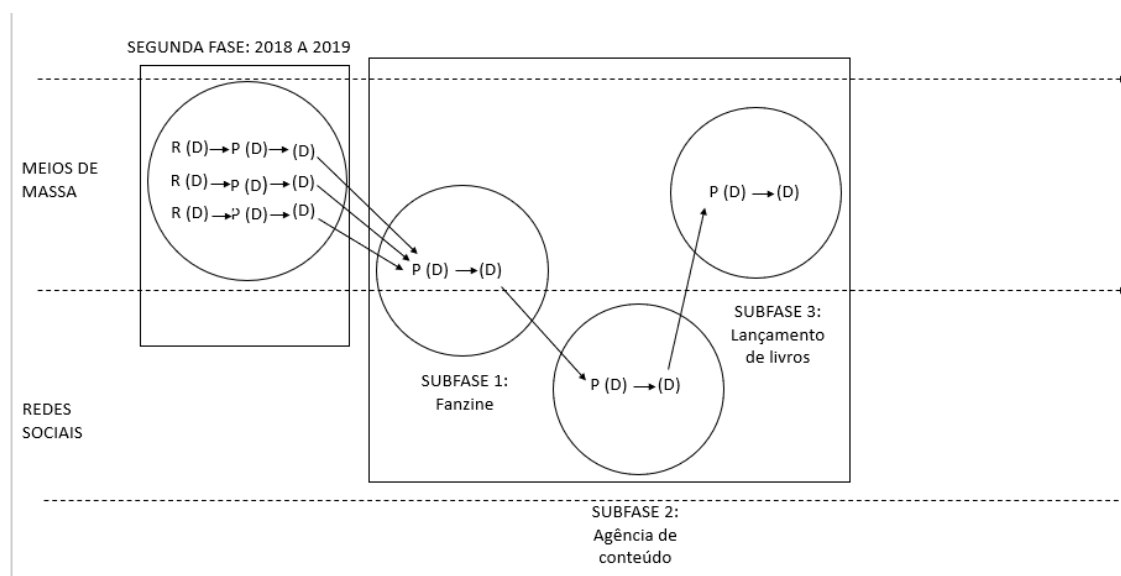 SEGUNDA FASE: 2018 A 2019
MEIOS DE
MASSA
R (D) P (D) (D)
R (D) P (D) (D)
R (D) P (D) (D)
P (D) (D)
P (D) (D)
SUBFASE 3:
Lançamento
de livros
SUBFASE 1:
Fanzine
P (D) (D)
REDES
SOCIAIS
SUBFASE 2:
Agência de
conteúdo